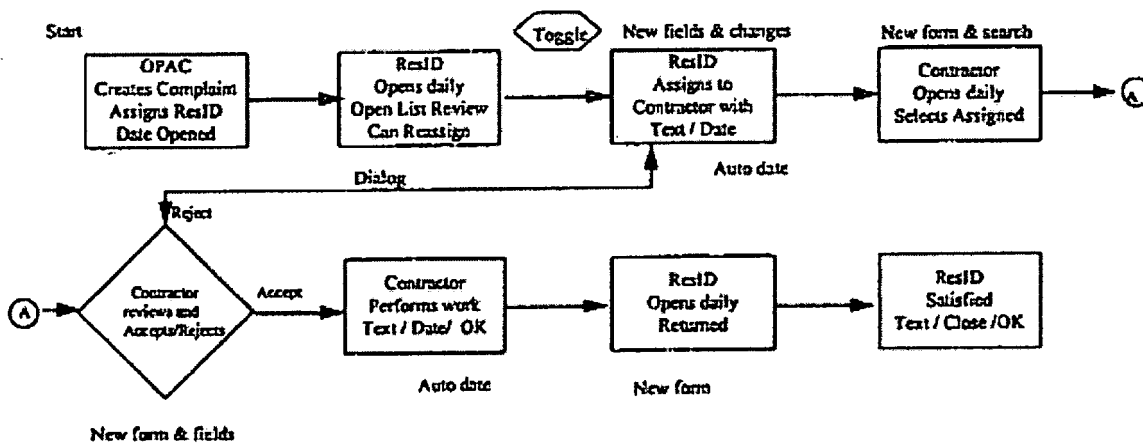 Start
Toggle
New fields & changes
New form & search
OPAC
Creates Complaint
Assigns ResID
Date Opened
ResID
Opens daily
Open List Review
Can Reassign
ResID
Assigns to
Contractor with
Text / Date
Contractor
Opens daily
Selects Assigned
A
Dialog
Auto date
Reject
A
Contractor
reviews and
Accepts/Rejects
Accept
Contractor
Performs work
Text / Date/ OK
ResID
Opens daily
Returned
ResID
Satisfied
Text / Close /OK
Auto date
New form
New form & fields